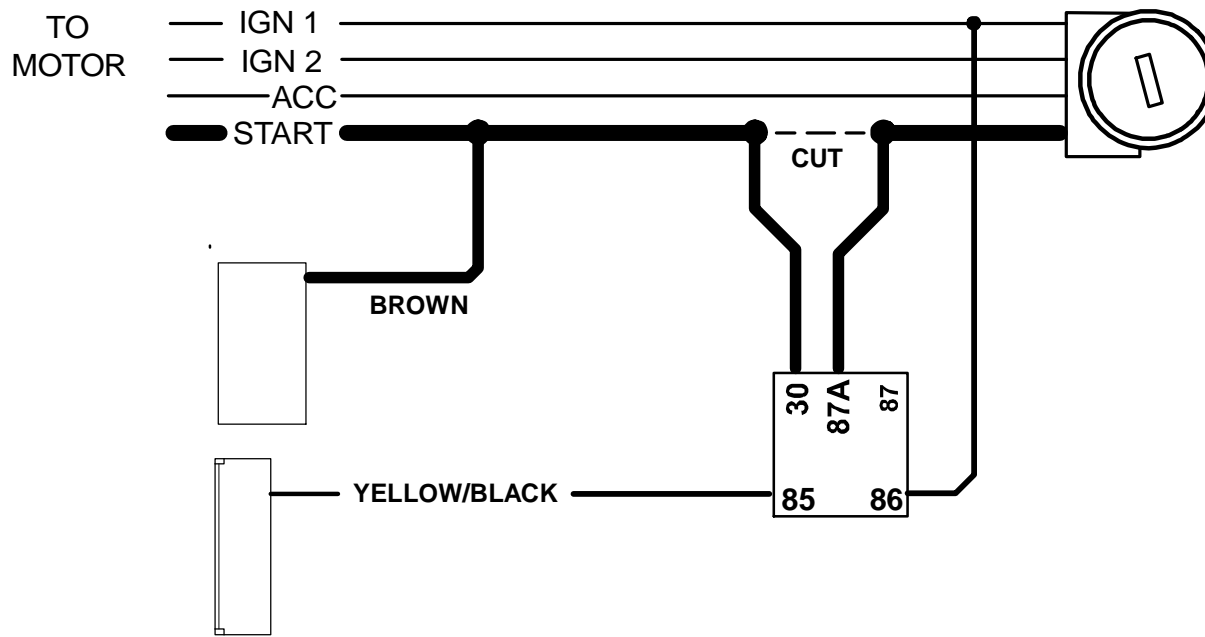 TO
MOTOR
IGN 1
IGN 2
ACC
START
CUT
BROWN
30
87A
87
YELLOW/BLACK
85
86